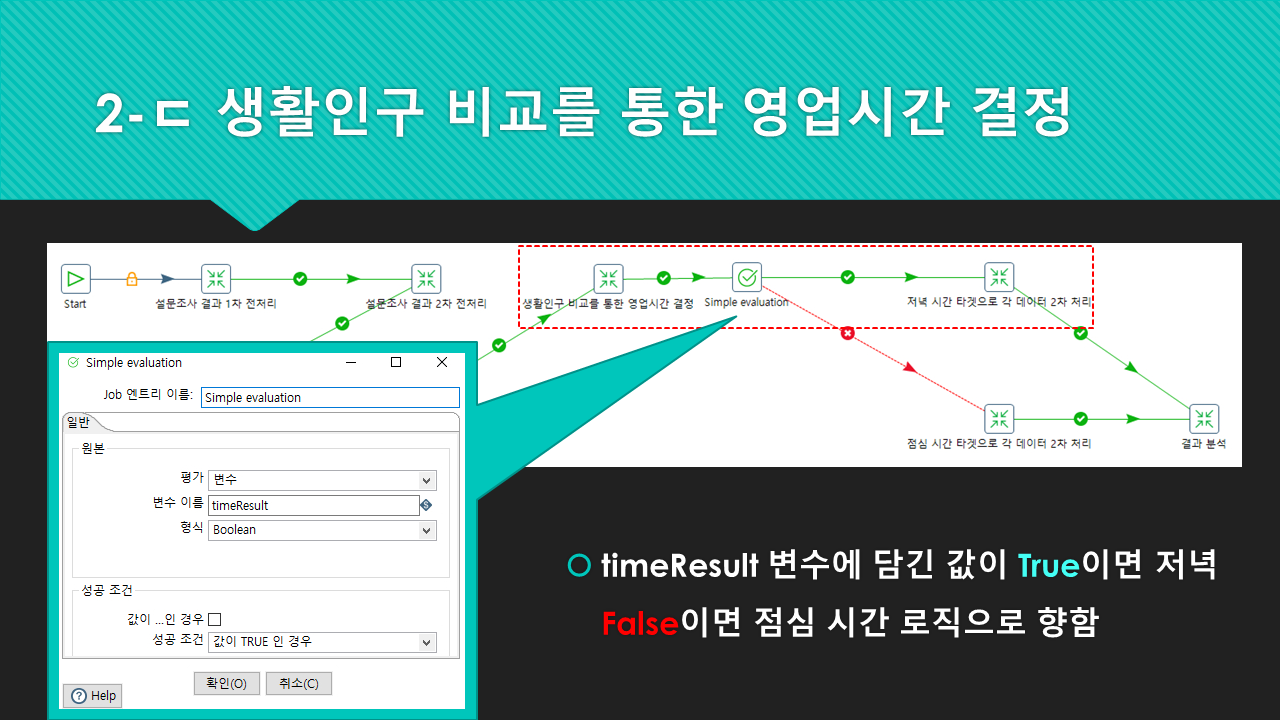 2-ㄷ 생활인구 비교를 통한 영업시간 결정
Start
설문조사 결과 1차 전처리
설문조사 결과 2차 전처리
생활인구 비교를 통한 영업시간 결정
Simple evaluation
저녁 시간 타겟으로 각 데이터 2차 처리
점심 시간 타겟으로 각 데이터 2차 처리
결과 분석
Simple evaluation
Job 엔트리 이름: Simple evaluation
일반
원본
평가 변수
변수 이름 timeResult
형식 Boolean
성공 조건
값이 ...인 경우
성공 조건 값이 TRUE 인 경우
확인(O) 취소(C)
Help
timeResult 변수에 담긴 값이 True이면 저녁
False이면 점심 시간 로직으로 향함